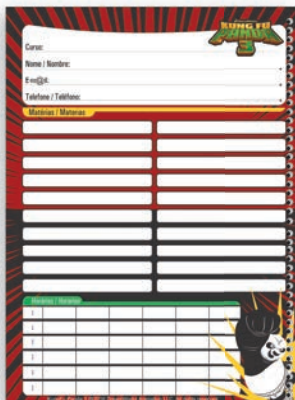 KUNG FU
PANDA
3
Curso:
Nome / Nombre:
E-m@il:
Telefone / Teléfono:
Matérias / Materias
Horários / Horarios